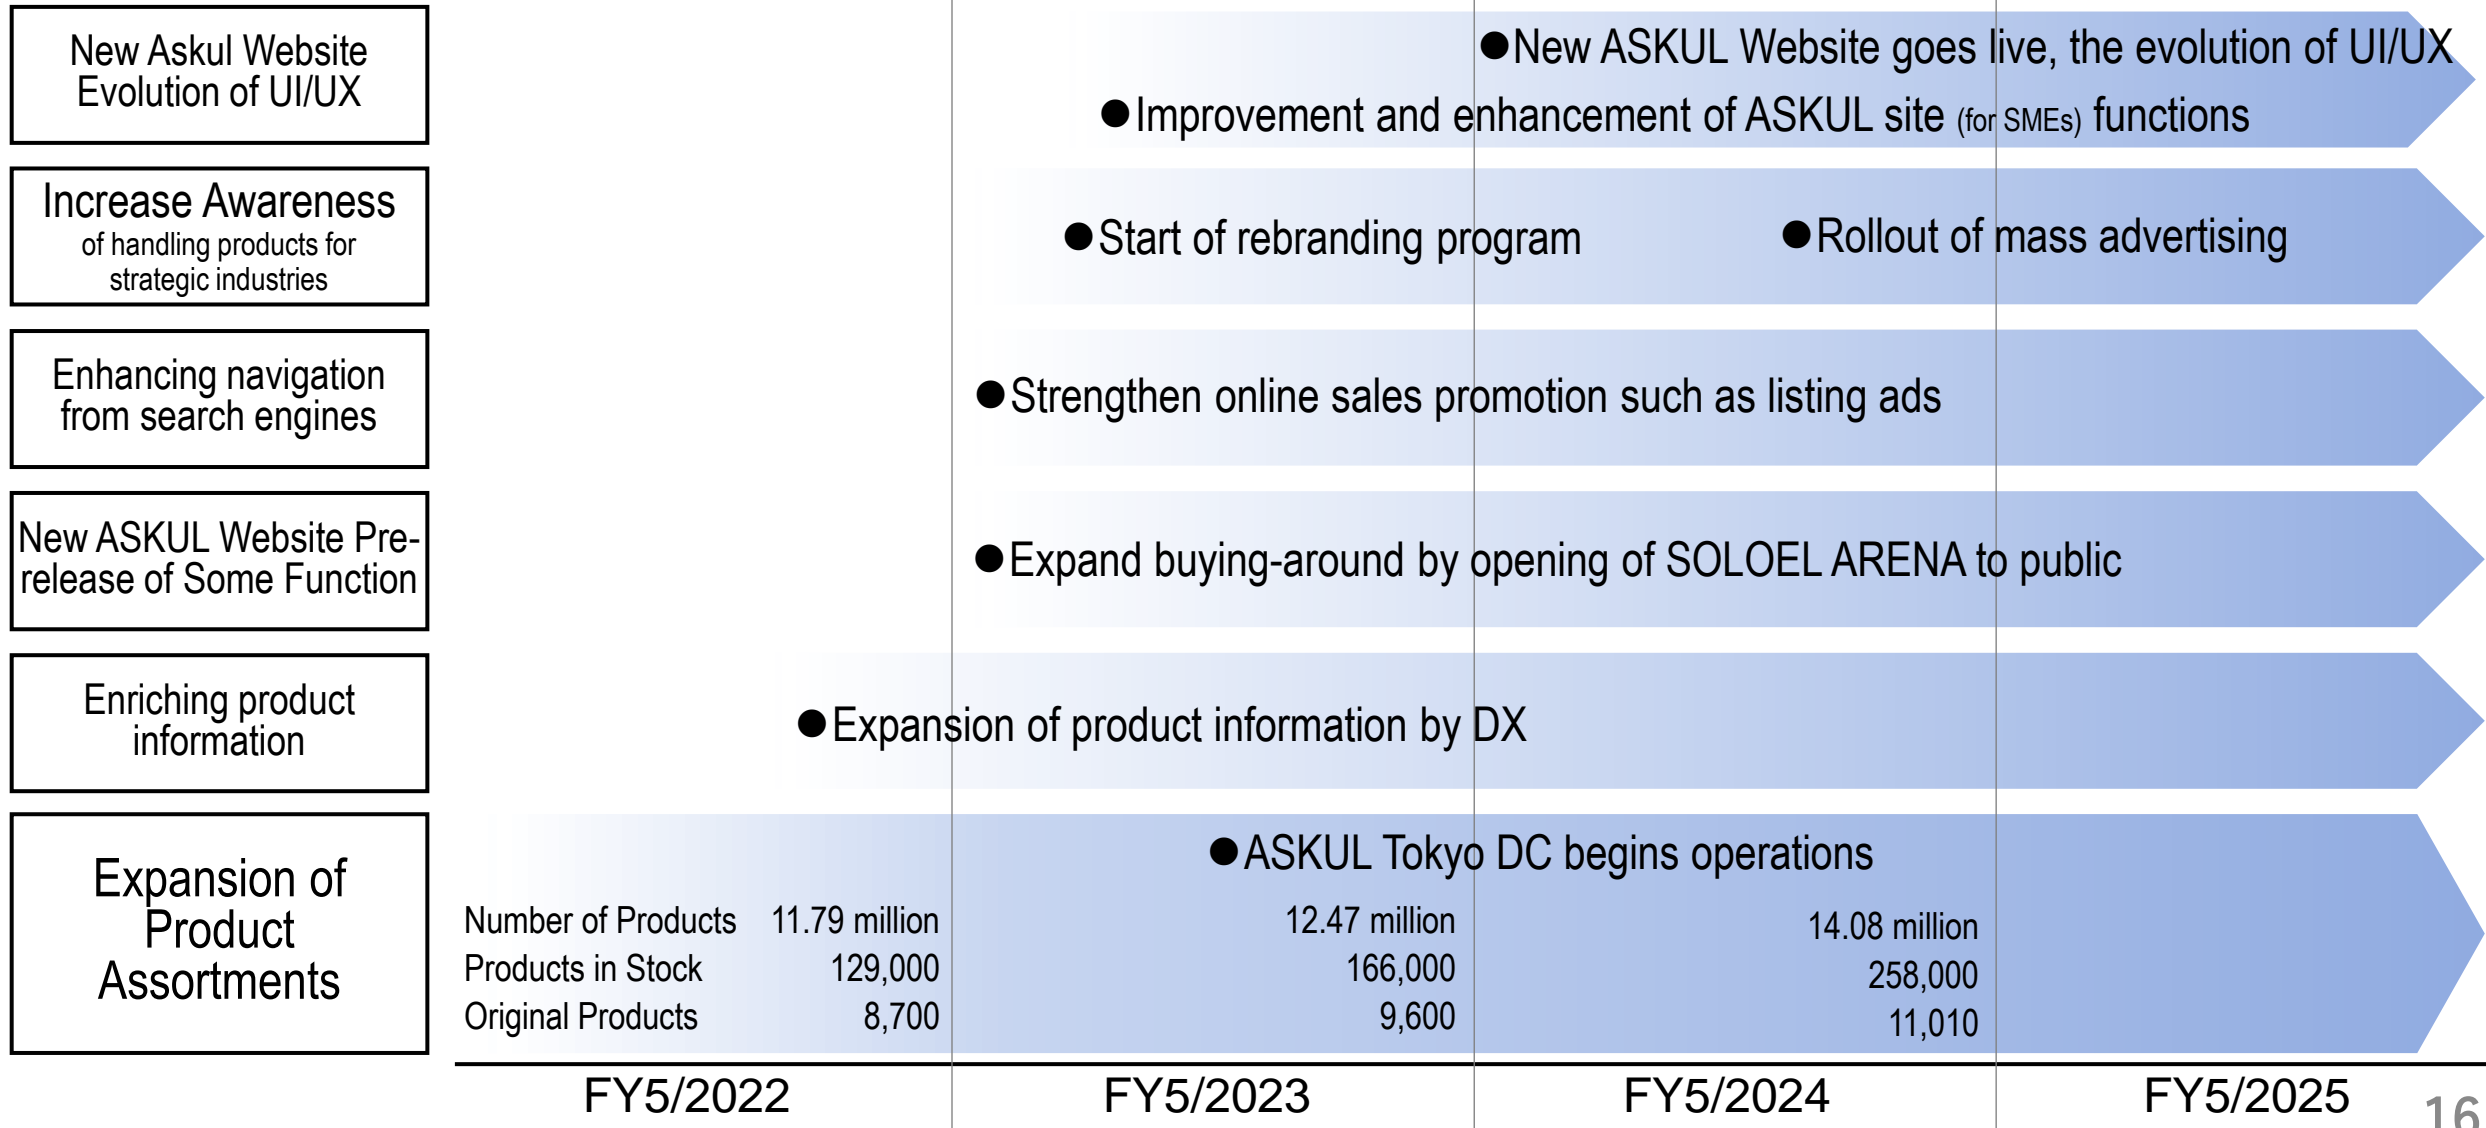 New Askul Website
Evolution of UI/UX
●New ASKUL Website goes live, the evolution of UI/UX
●Improvement and enhancement of ASKUL site (for SMEs) functions
Increase Awareness
of handling products for
strategic industries
●Start of rebranding program
●Rollout of mass advertising
Enhancing navigation
from search engines
●Strengthen online sales promotion such as listing ads
New ASKUL Website Pre-
release of Some Function
●Expand buying-around by opening of SOLOEL ARENA to public
Enriching product
information
●Expansion of product information by DX
Expansion of
Product
Assortments
●ASKUL Tokyo DC begins operations
Number of Products 11.79 million 12.47 million 14.08 million
Products in Stock 129,000 166,000 258,000
Original Products 8,700 9,600 11,010
FY5/2022 FY5/2023 FY5/2024 FY5/2025
16